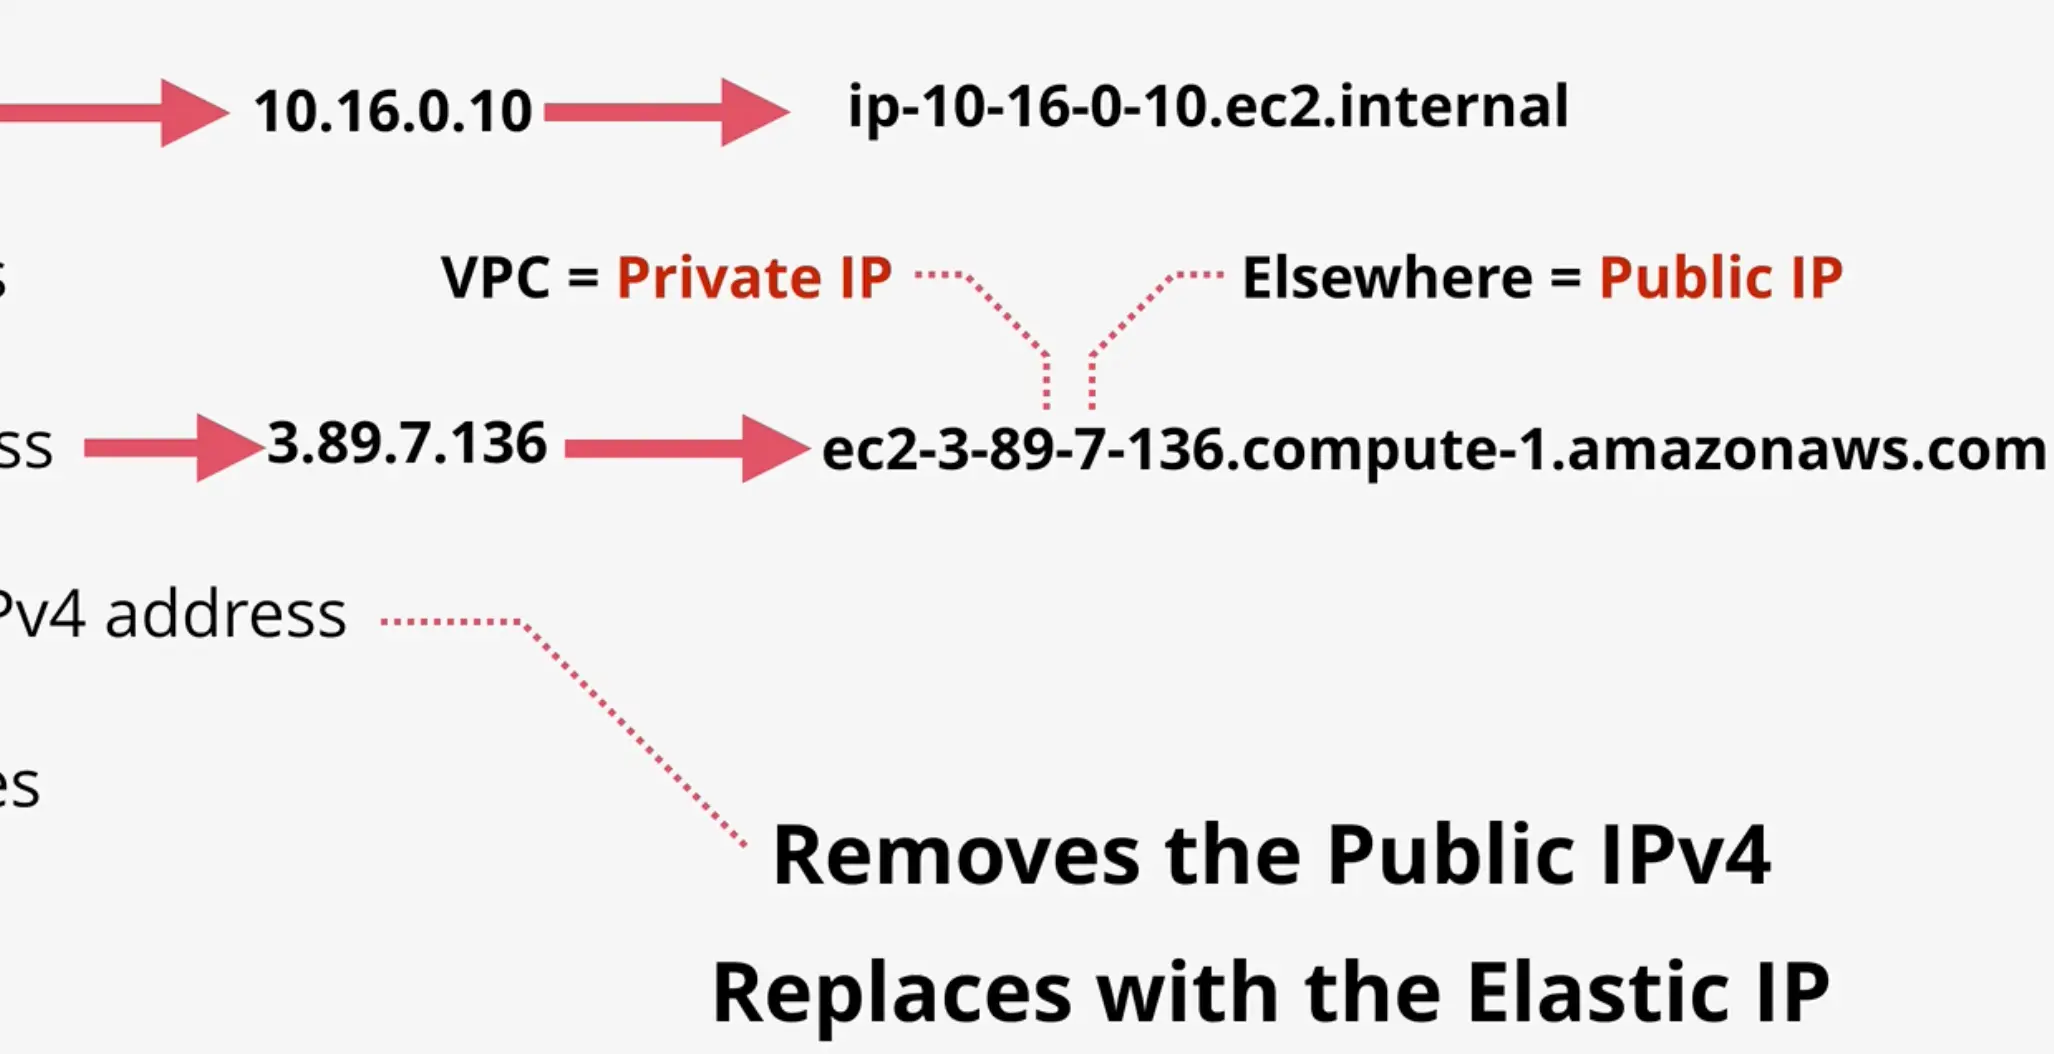 10.16.0.10 ip-10-16-0-10.ec2.internal
s VPC = Private IP Elsewhere = Public IP
ss 3.89.7.136 ec2-3-89-7-136.compute-1.amazonaws.com
Pv4 address
es
Removes the Public IPv4
Replaces with the Elastic IP